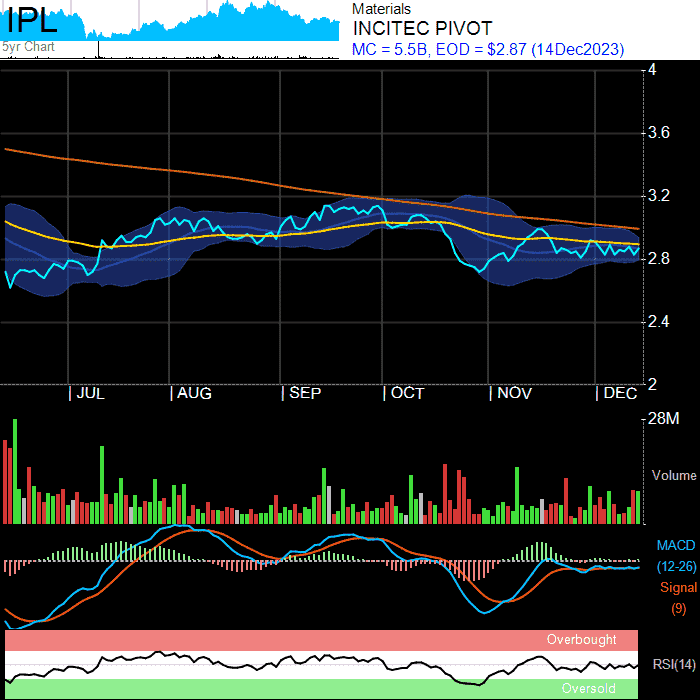 IPL
5yr Chart
Materials
INCITEC PIVOT
MC = 5.5B, EOD = $2.87 (14Dec2023)
4
3.6
3.2
2.8
2.4
2
JUL AUG SEP OCT NOV DEC
28M
Volume
MACD
(12-26)
Signal
(9)
Overbought
RSI(14)
Oversold